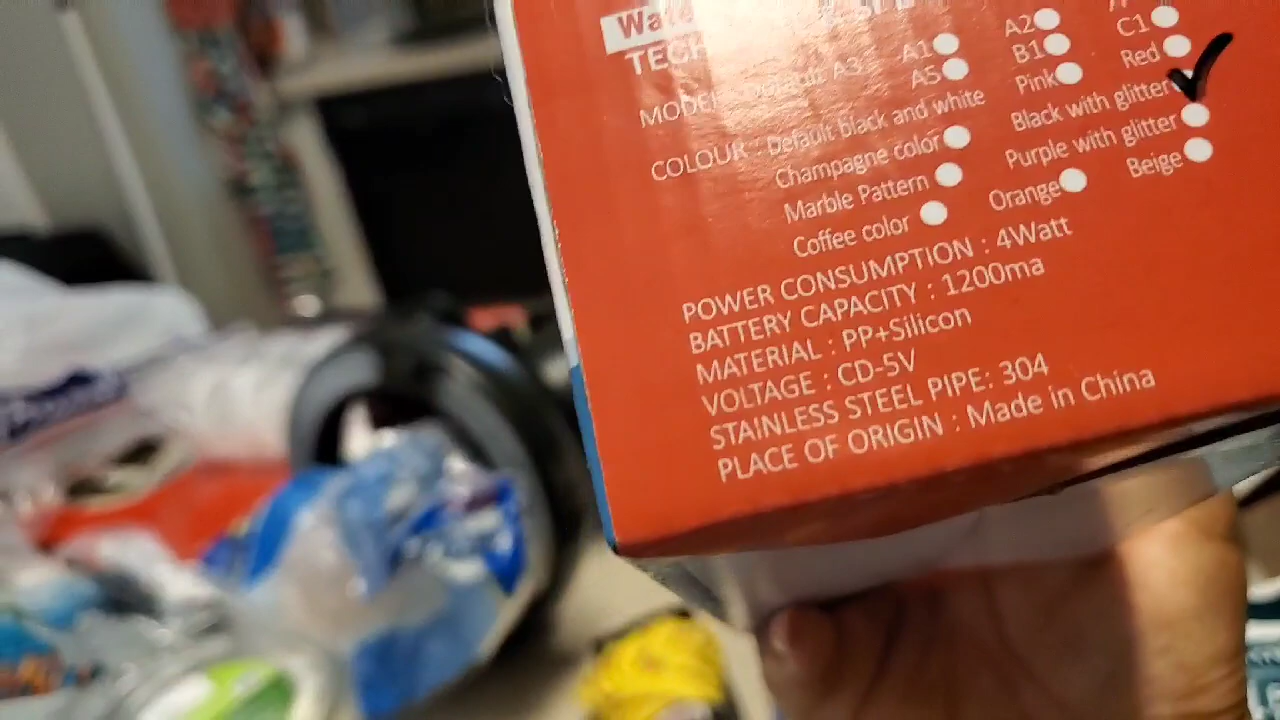 Wate
TECH
MODEL : Default A3 A1 A2
A5 B1 C1
COLOUR : Default black and white Pink Red
Champagne color Black with glitter
Marble Pattern Purple with glitter
Coffee color Orange Beige
POWER CONSUMPTION : 4Watt
BATTERY CAPACITY : 1200ma
MATERIAL : PP+Silicon
VOLTAGE : CD-5V
STAINLESS STEEL PIPE: 304
PLACE OF ORIGIN : Made in China